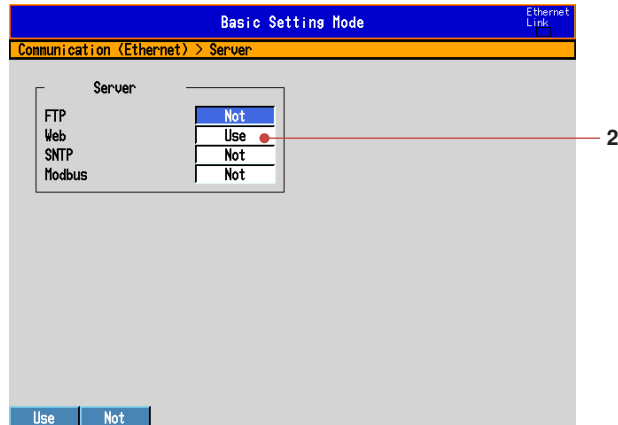 Basic Setting Mode
Ethernet
Link
Communication (Ethernet) > Server
Server
FTP Not
Web Use
2
SNTP Not
Modbus Not
Use Not